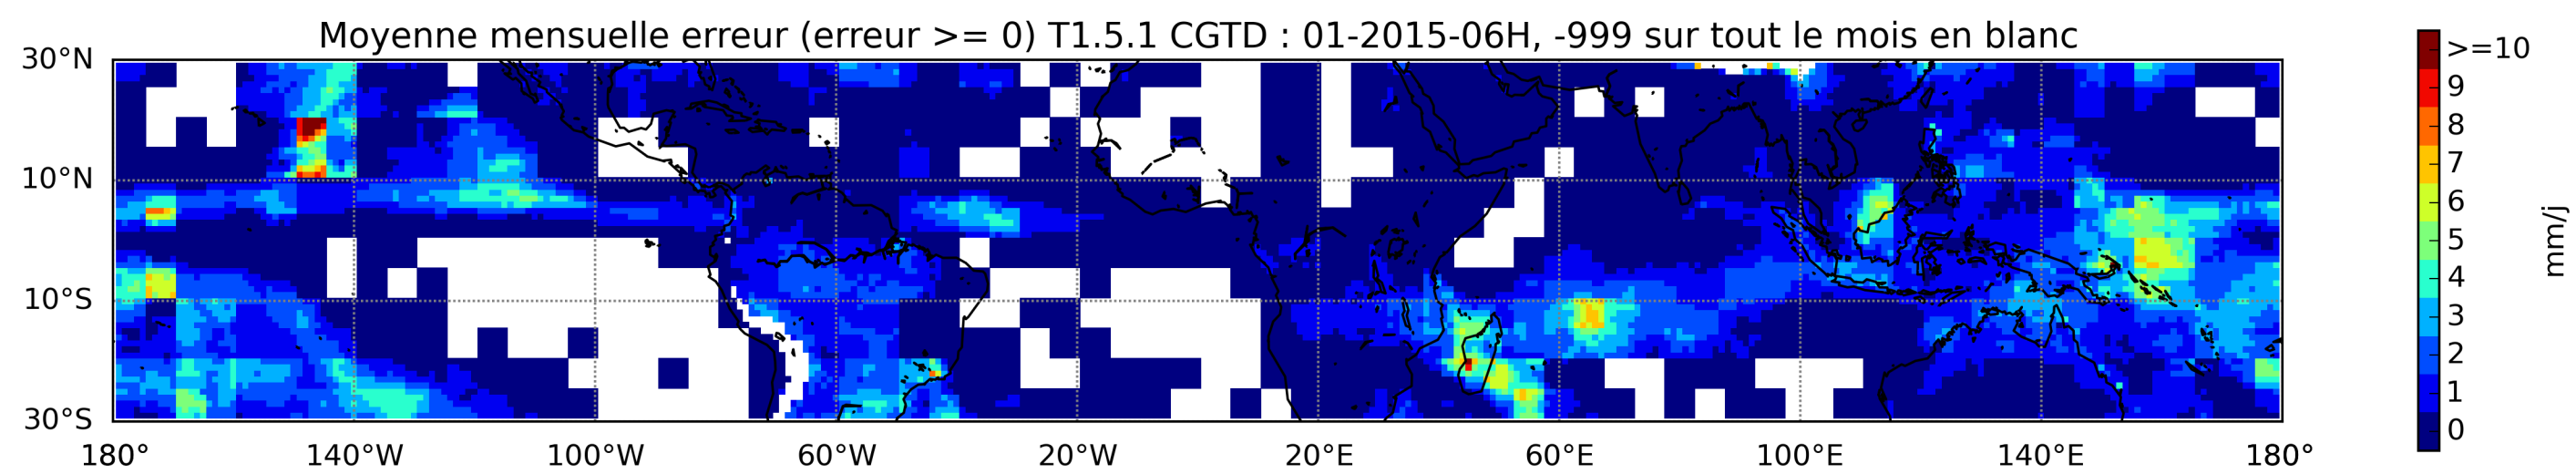 Moyenne mensuelle erreur (erreur >= 0) T1.5.1 CGTD : 01-2015-06H, -999 sur tout le mois en blanc
30°N
10°N
10°S
30°S
180° 140°W 100°W 60°W 20°W 20°E 60°E 100°E 140°E 180°
>=10
9
8
7
6
5
4
3
2
1
0
mm/j